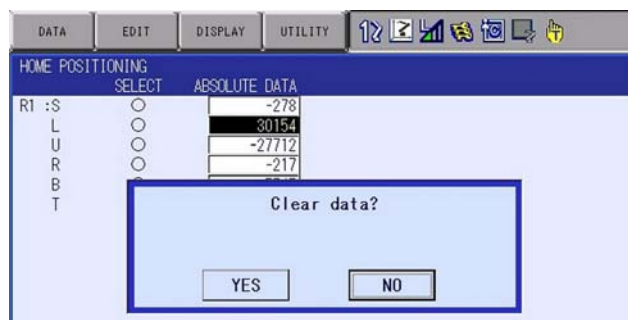 DATA EDIT DISPLAY UTILITY
HOME POSITIONING
SELECT ABSOLUTE DATA
R1 :S -278
L 30154
U -27712
R -217
B
T
Clear data?
YES NO